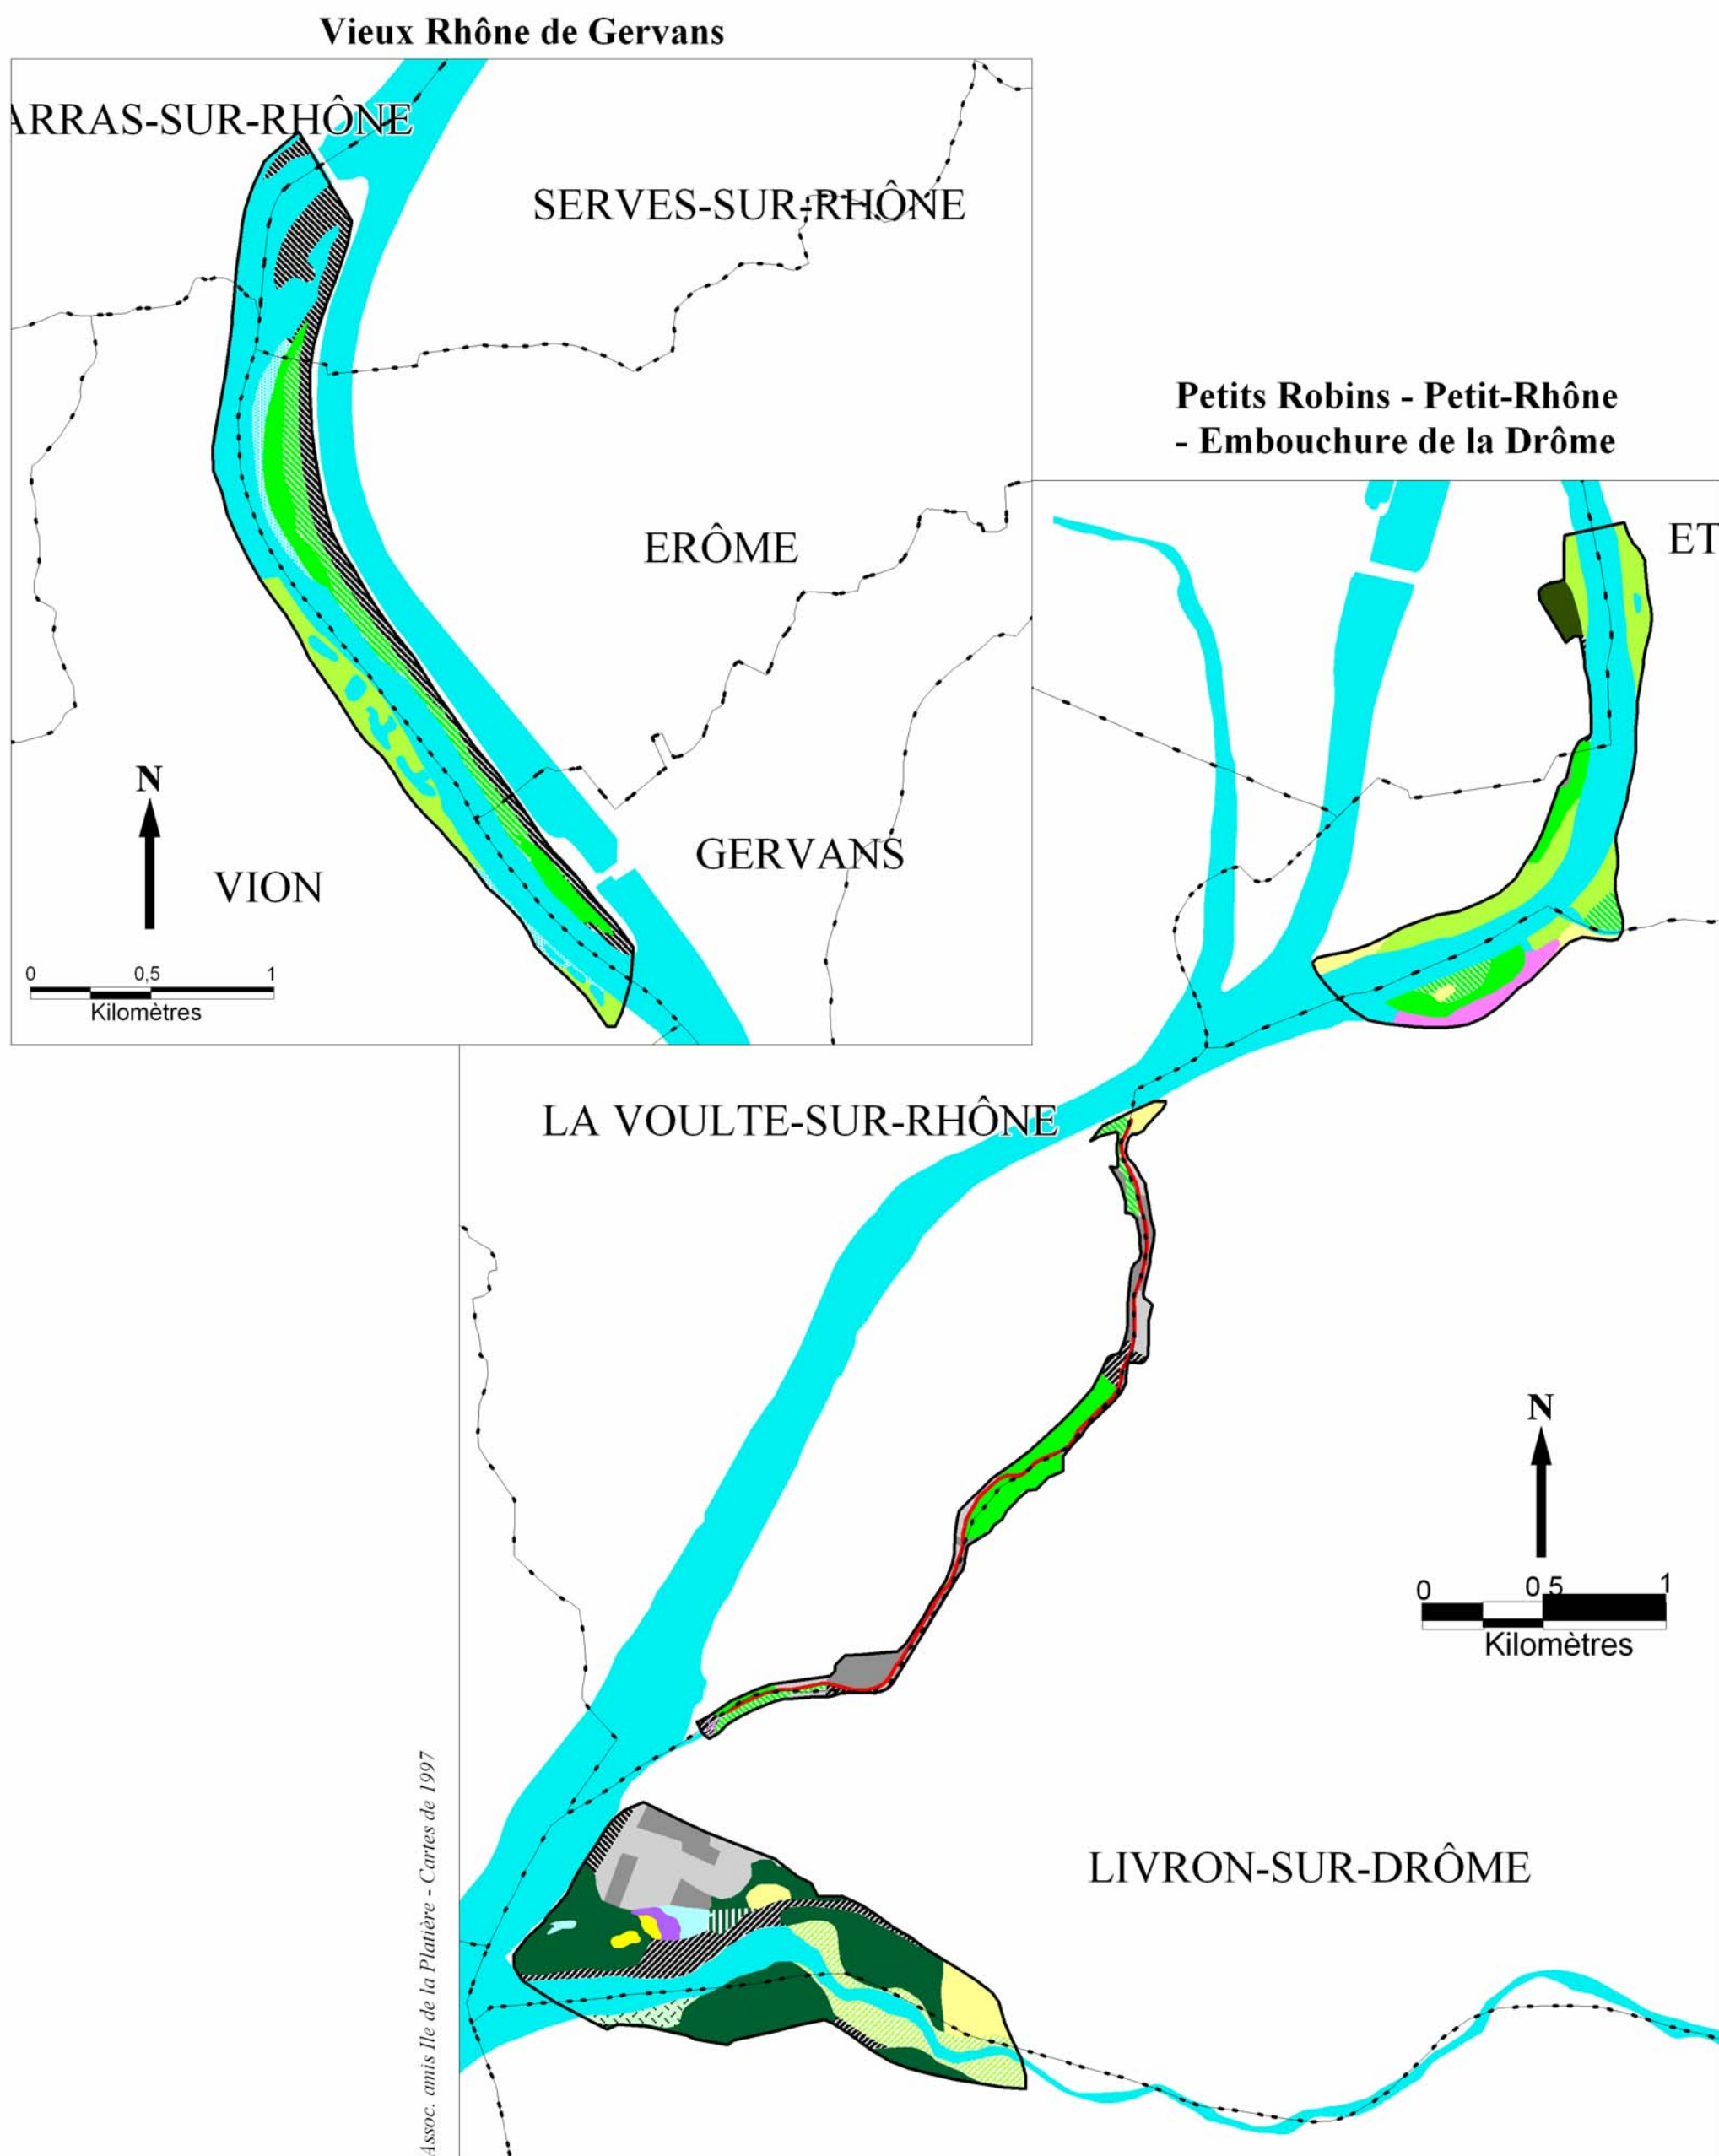 Vieux Rhône de Gervans
ARRAS-SUR-RHÔNE
SERVES-SUR-RHÔNE
Petits Robins - Petit-Rhône
- Embouchure de la Drôme
ERÔME
ET
N
GERVANS
VION
0 0,5 1
Kilomètres
LA VOULTE-SUR-RHÔNE
N
0 0,5 1
Kilomètres
Assoc. amis Ile de la Platière - Cartes de 1997
LIVRON-SUR-DRÔME